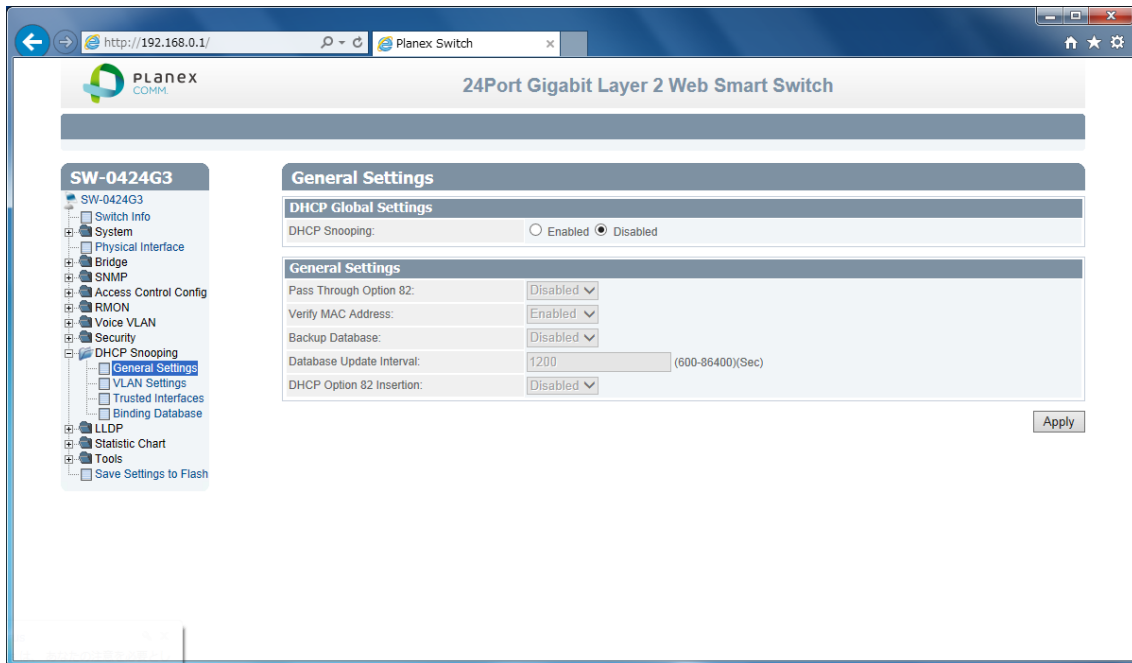 http://192.168.0.1/
Planex Switch
PLANEX
COMM.
24Port Gigabit Layer 2 Web Smart Switch
SW-0424G3
SW-0424G3
Switch Info
System
Physical Interface
Bridge
SNMP
Access Control Config
RMON
Voice VLAN
Security
DHCP Snooping
General Settings
VLAN Settings
Trusted Interfaces
Binding Database
LLDP
Statistic Chart
Tools
Save Settings to Flash
General Settings
DHCP Global Settings
DHCP Snooping: Enabled Disabled
General Settings
Pass Through Option 82: Disabled
Verify MAC Address: Enabled
Backup Database: Disabled
Database Update Interval: 1200 (600-86400)(Sec)
DHCP Option 82 Insertion: Disabled
Apply